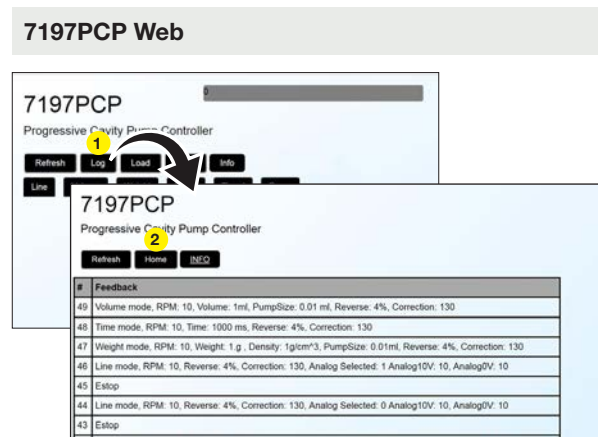 7197PCP Web
0
7197PCP
Progressive Cavity Pump Controller
1
Refresh Log Load Info
Line
7197PCP
Progressive Cavity Pump Controller
2
Refresh Home INFO
# Feedback
49 Volume mode, RPM: 10, Volume: 1ml, PumpSize: 0.01 ml, Reverse: 4%, Correction: 130
48 Time mode, RPM: 10, Time: 1000 ms, Reverse: 4%, Correction: 130
47 Weight mode, RPM: 10, Weight: 1.g , Density: 1g/cm^3, PumpSize: 0.01ml, Reverse: 4%, Correction: 130
46 Line mode, RPM: 10, Reverse: 4%, Correction: 130, Analog Selected: 1 Analog10V: 10, Analog0V: 10
45 Estop
44 Line mode, RPM: 10, Reverse: 4%, Correction: 130, Analog Selected: 0 Analog10V: 10, Analog0V: 10
43 Estop